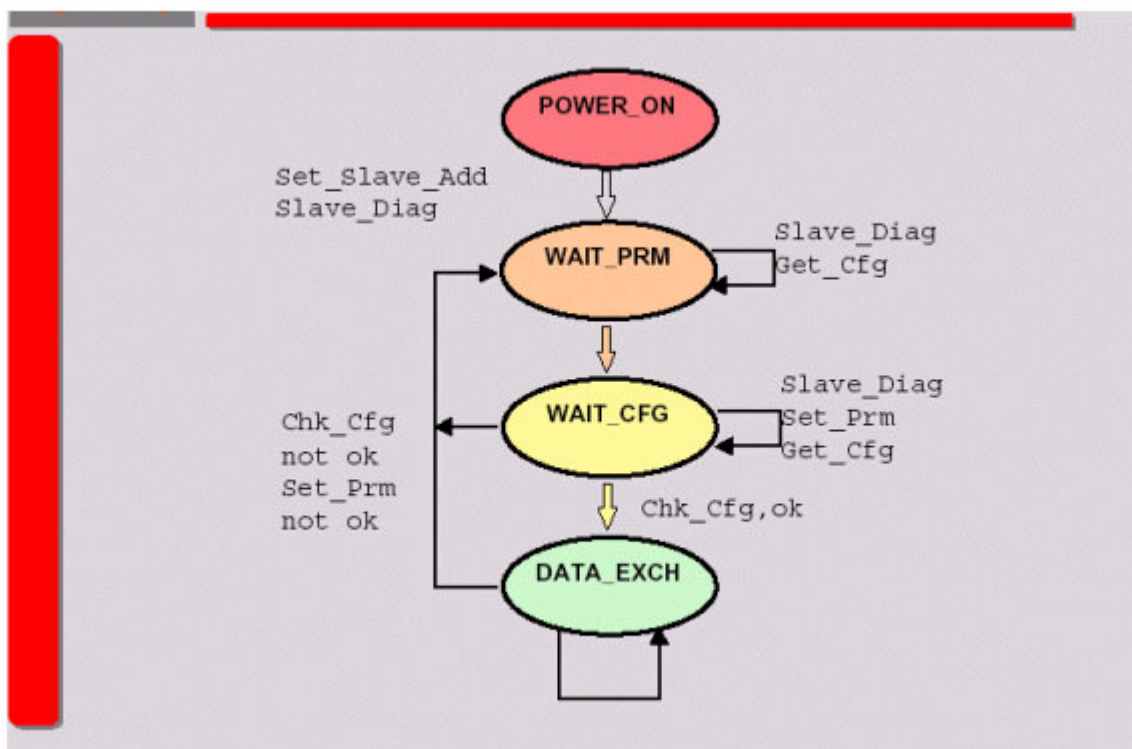 POWER_ON
Set_Slave_Add
Slave_Diag
WAIT_PRM
Slave_Diag
Get_Cfg
WAIT_CFG
Slave_Diag
Set_Prm
Get_Cfg
Chk_Cfg
not ok
Set_Prm
not ok
Chk_Cfg,ok
DATA_EXCH